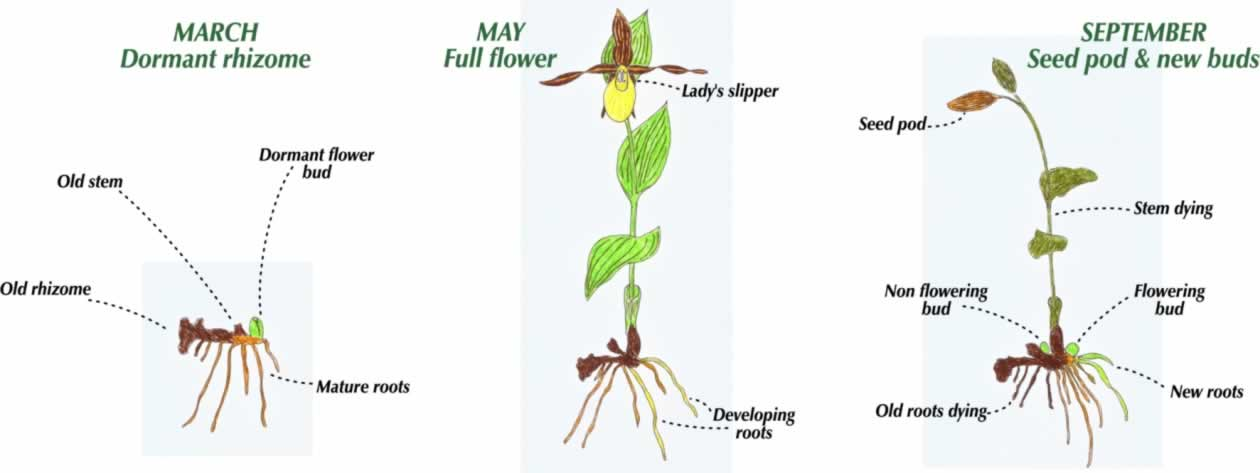 MARCH
Dormant rhizome
Dormant flower
bud
Old stem
Old rhizome
Mature roots
MAY
Full flower
Lady's slipper
Developing
roots
SEPTEMBER
Seed pod & new buds
Seed pod
Stem dying
Non flowering
bud
Flowering
bud
New roots
Old roots dying